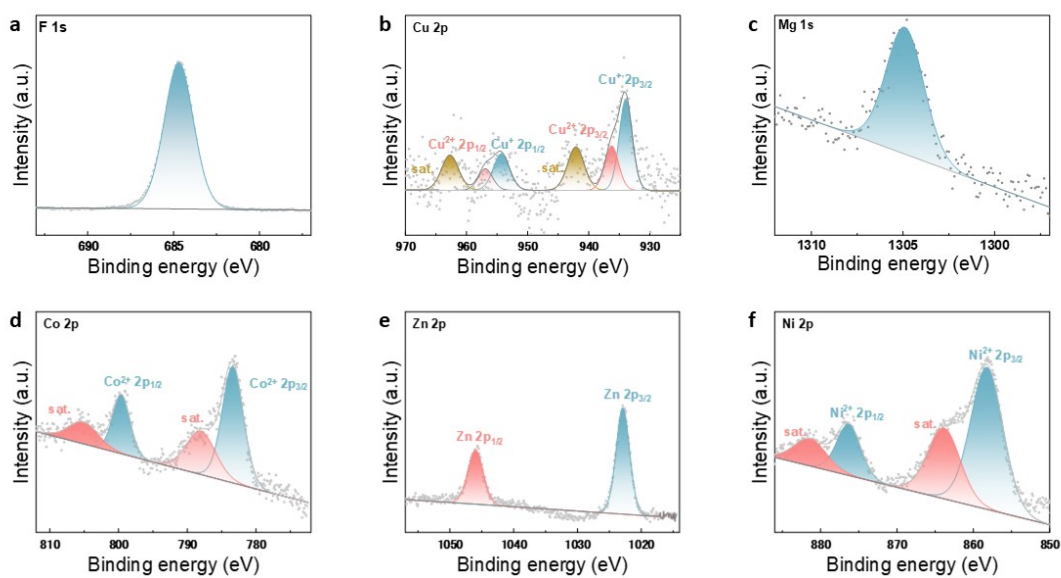 a
F 1s
Intensity (a.u.)
690 685 680
Binding energy (eV)
b
Cu 2p
Cu⁺ 2p₃/₂
Cu²⁺ 2p₃/₂
Cu²⁺ 2p₁/₂
Cu⁺ 2p₁/₂
sat.
sat.
Intensity (a.u.)
970 960 950 940 930
Binding energy (eV)
c
Mg 1s
Intensity (a.u.)
1310 1305 1300
Binding energy (eV)
d
Co 2p
Co²⁺ 2p₁/₂
Co²⁺ 2p₃/₂
sat.
sat.
Intensity (a.u.)
810 800 790 780
Binding energy (eV)
e
Zn 2p
Zn 2p₃/₂
Zn 2p₁/₂
Intensity (a.u.)
1050 1040 1030 1020
Binding energy (eV)
f
Ni 2p
Ni²⁺ 2p₃/₂
Ni²⁺ 2p₁/₂
sat.
sat.
Intensity (a.u.)
880 870 860 850
Binding energy (eV)